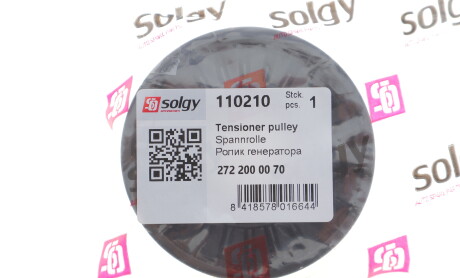 solgy
solgy
110210
Stck.
pcs. 1
Tensioner pulley
Spannrolle
Ролик генератора
272 200 00 70
8 418578 016644
solgy
sol